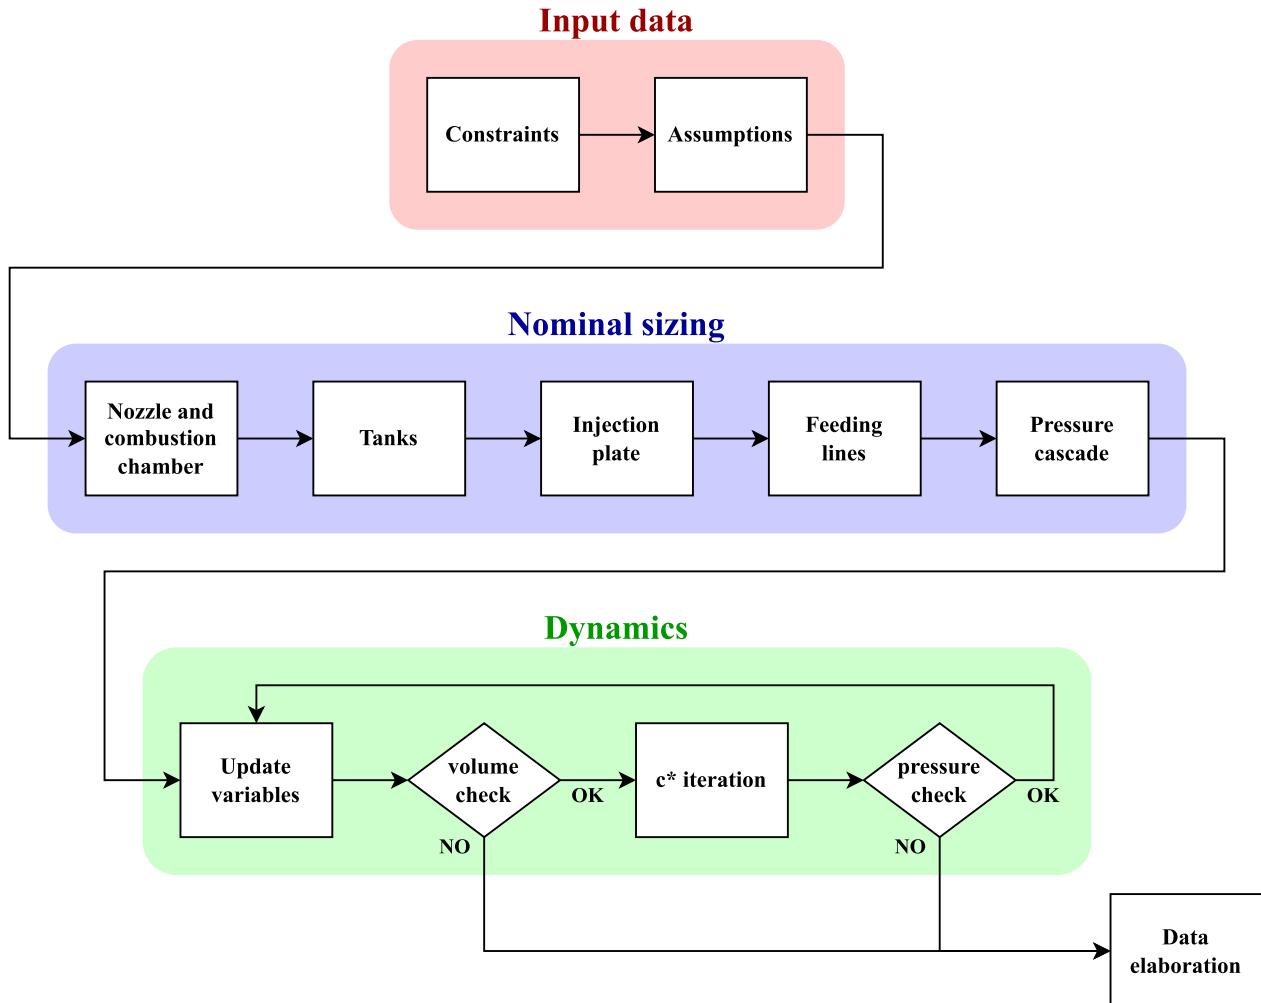 Input data
Constraints
Assumptions
Nominal sizing
Nozzle and
combustion
chamber
Tanks
Injection
plate
Feeding
lines
Pressure
cascade
Dynamics
Update
variables
volume
check
OK
NO
c* iteration
pressure
check
OK
NO
Data
elaboration